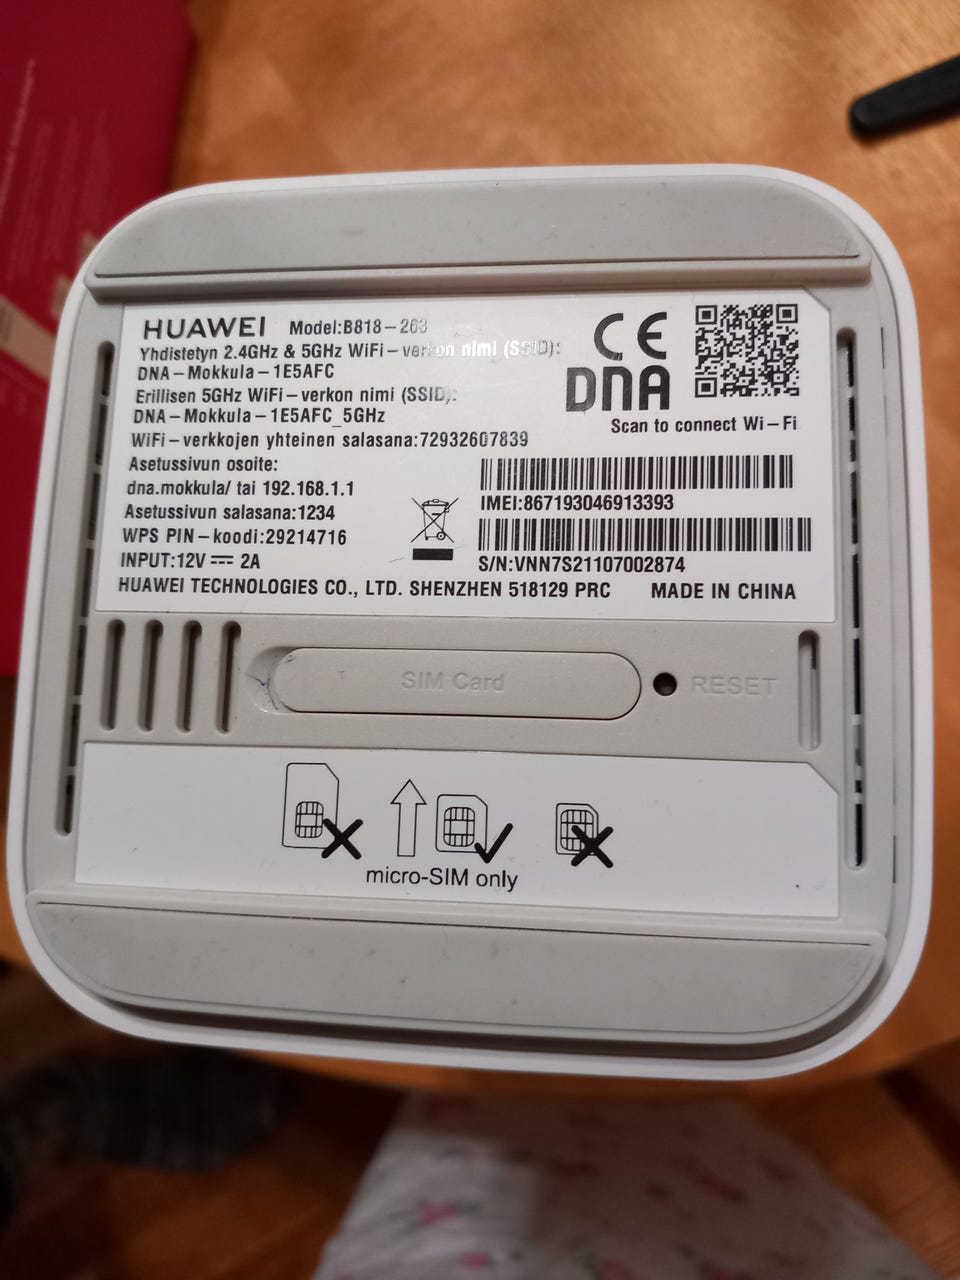 HUAWEI Model:B818-263
Yhdistetyn 2.4GHz & 5GHz WiFi-verkon nimi (SSID):
DNA-Mokkula-1E5AFC
Erillisen 5GHz WiFi-verkon nimi (SSID):
DNA-Mokkula-1E5AFC_5GHz
WiFi-verkkojen yhteinen salasana:72932607839
Asetussivun osoite:
dna.mokkula/ tai 192.168.1.1
Asetussivun salasana:1234
WPS PIN-koodi:29214716
INPUT:12V ⎓ 2A
HUAWEI TECHNOLOGIES CO., LTD. SHENZHEN 518129 PRC MADE IN CHINA
CE
DNA
Scan to connect Wi-Fi
IMEI:867193046913393
S/N:VNN7S21107002874
SIM Card
RESET
micro-SIM only